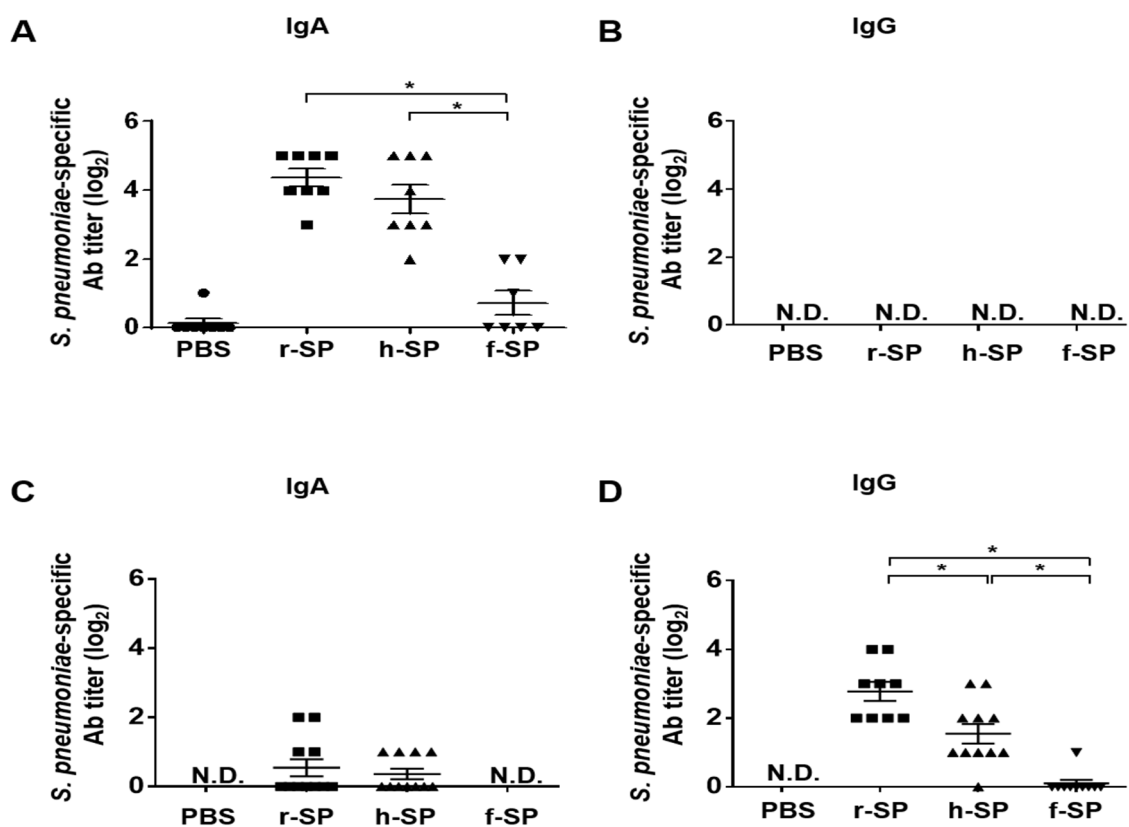 A
IgA
S. pneumoniae-specific
Ab titer (log2)
6
4
2
0
*
*
PBS
r-SP
h-SP
f-SP
B
IgG
S. pneumoniae-specific
Ab titer (log2)
6
4
2
0
N.D.
N.D.
N.D.
N.D.
PBS
r-SP
h-SP
f-SP
C
IgA
S. pneumoniae-specific
Ab titer (log2)
6
4
2
0
N.D.
N.D.
PBS
r-SP
h-SP
f-SP
D
IgG
S. pneumoniae-specific
Ab titer (log2)
6
4
2
0
*
*
*
N.D.
PBS
r-SP
h-SP
f-SP